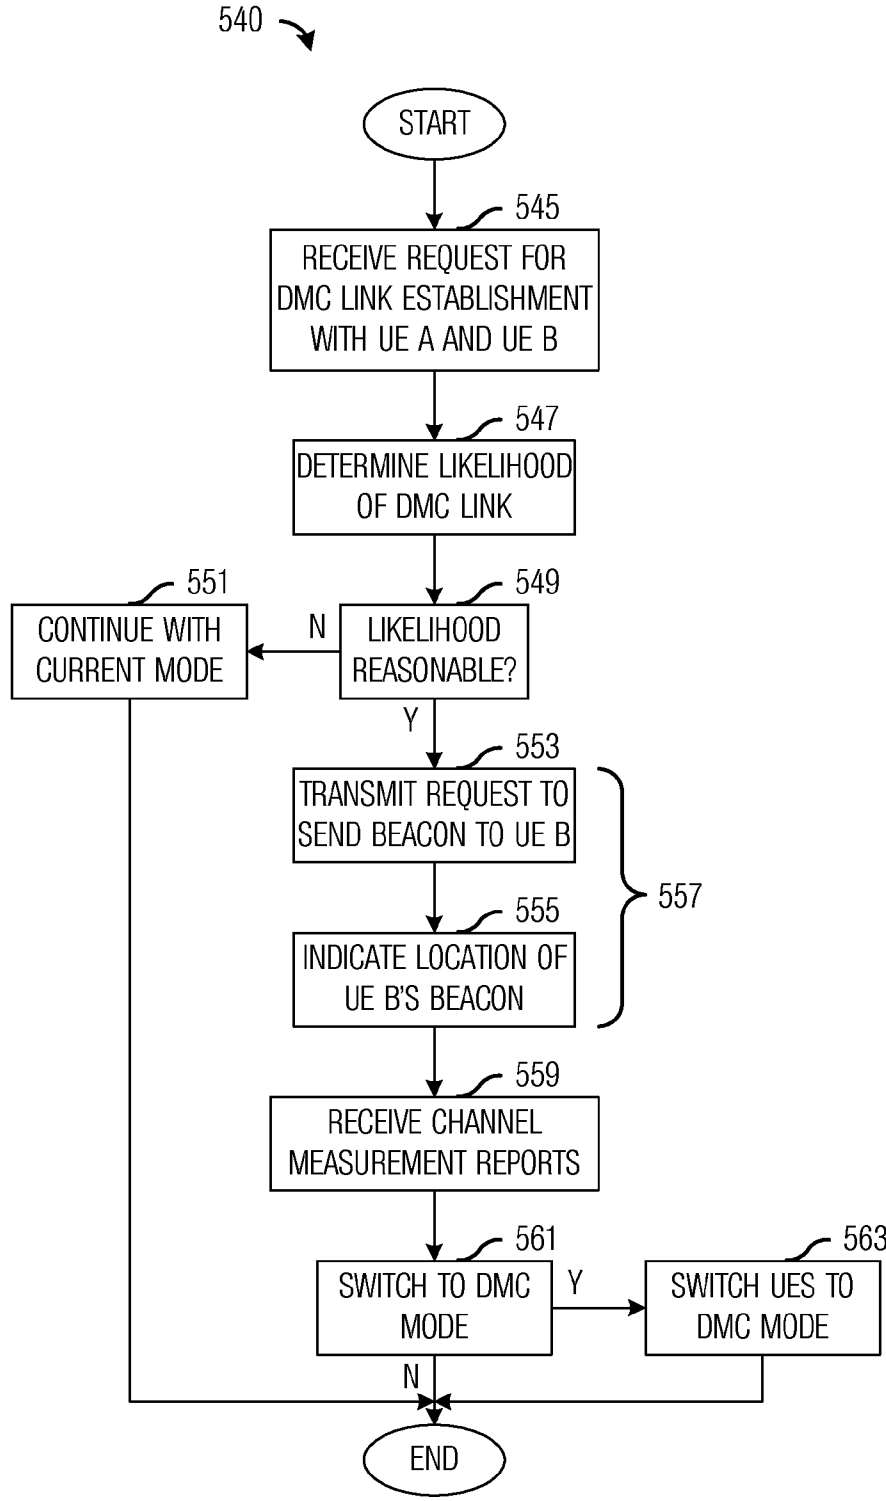 540
START
545
RECEIVE REQUEST FOR
DMC LINK ESTABLISHMENT
WITH UE A AND UE B
547
DETERMINE LIKELIHOOD
OF DMC LINK
551
CONTINUE WITH
CURRENT MODE
N
549
LIKELIHOOD
REASONABLE?
Y
553
TRANSMIT REQUEST TO
SEND BEACON TO UE B
557
555
INDICATE LOCATION OF
UE B'S BEACON
559
RECEIVE CHANNEL
MEASUREMENT REPORTS
561
SWITCH TO DMC
MODE
Y
563
SWITCH UES TO
DMC MODE
N
END